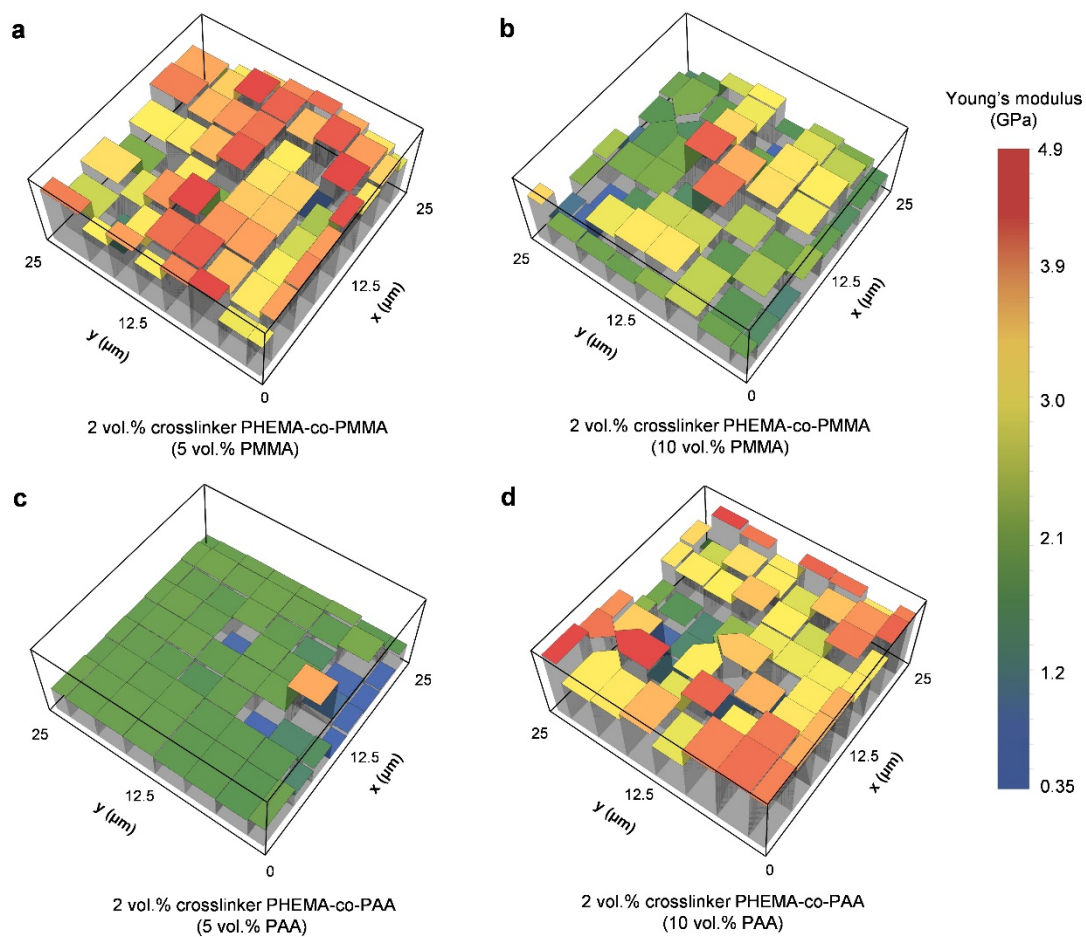 a
25
12.5
0
y (µm)
12.5
25
x (µm)
2 vol.% crosslinker PHEMA-co-PMMA
(5 vol.% PMMA)
b
25
12.5
0
y (µm)
12.5
25
x (µm)
2 vol.% crosslinker PHEMA-co-PMMA
(10 vol.% PMMA)
Young's modulus
(GPa)
4.9
3.9
3.0
2.1
1.2
0.35
c
25
12.5
0
y (µm)
12.5
25
x (µm)
2 vol.% crosslinker PHEMA-co-PAA
(5 vol.% PAA)
d
25
12.5
0
y (µm)
12.5
25
x (µm)
2 vol.% crosslinker PHEMA-co-PAA
(10 vol.% PAA)